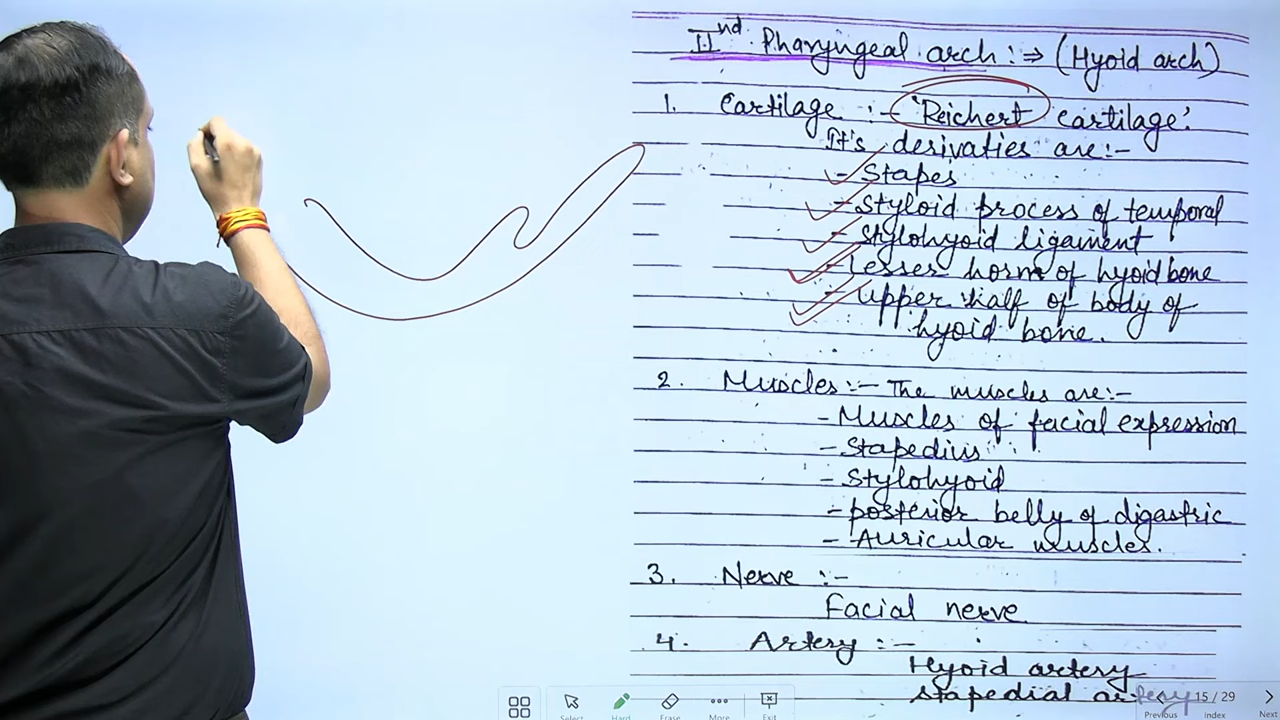 IInd Pharyngeal arch :⇒ (Hyoid arch)
1. Cartilage :- 'Reichert cartilage'.
It's derivaties are:-
- Stapes
- Styloid process of temporal
- Stylohyoid ligament
- Lesser horn of hyoid bone
- Upper half of body of
hyoid bone.
2. Muscles :- The muscles are:-
- Muscles of facial expression
- Stapedius
- Stylohyoid
- posterior belly of digastric
- Auricular muscles.
3. Nerve :-
Facial nerve
4. Artery :-
Hyoid artery
stapedial artery
Select
Erase
More
Exit
Previous
15 / 29
Index
Next